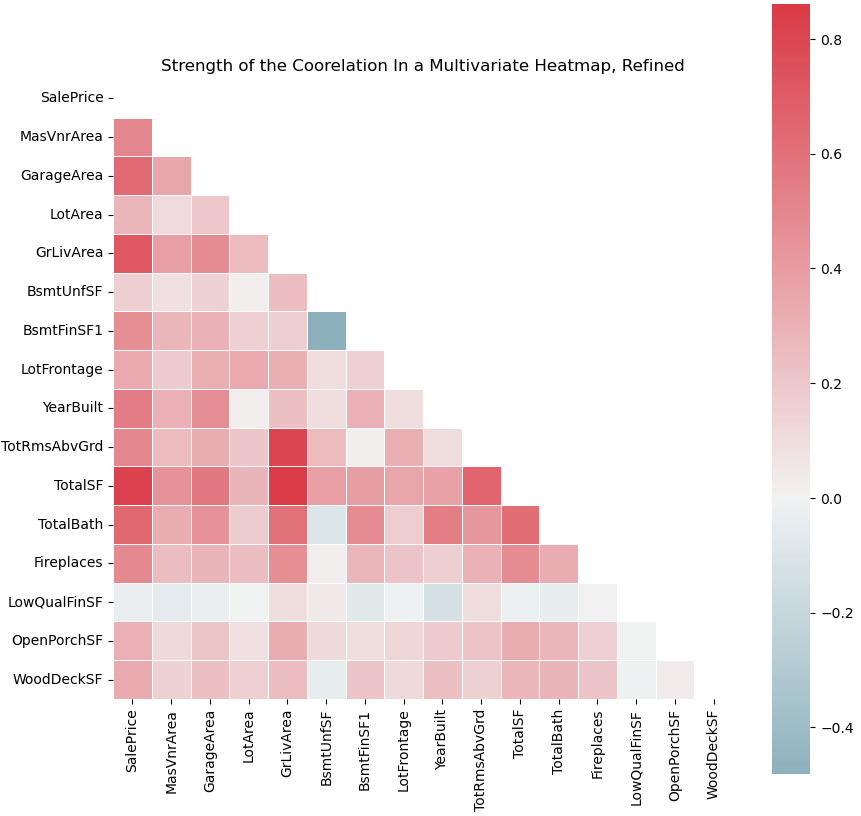 Strength of the Coorelation In a Multivariate Heatmap, Refined
SalePrice
MasVnrArea
GarageArea
LotArea
GrLivArea
BsmtUnfSF
BsmtFinSF1
LotFrontage
YearBuilt
TotRmsAbvGrd
TotalSF
TotalBath
Fireplaces
LowQualFinSF
OpenPorchSF
WoodDeckSF
SalePrice
MasVnrArea
GarageArea
LotArea
GrLivArea
BsmtUnfSF
BsmtFinSF1
LotFrontage
YearBuilt
TotRmsAbvGrd
TotalSF
TotalBath
Fireplaces
LowQualFinSF
OpenPorchSF
WoodDeckSF
0.8
0.6
0.4
0.2
0.0
−0.2
−0.4